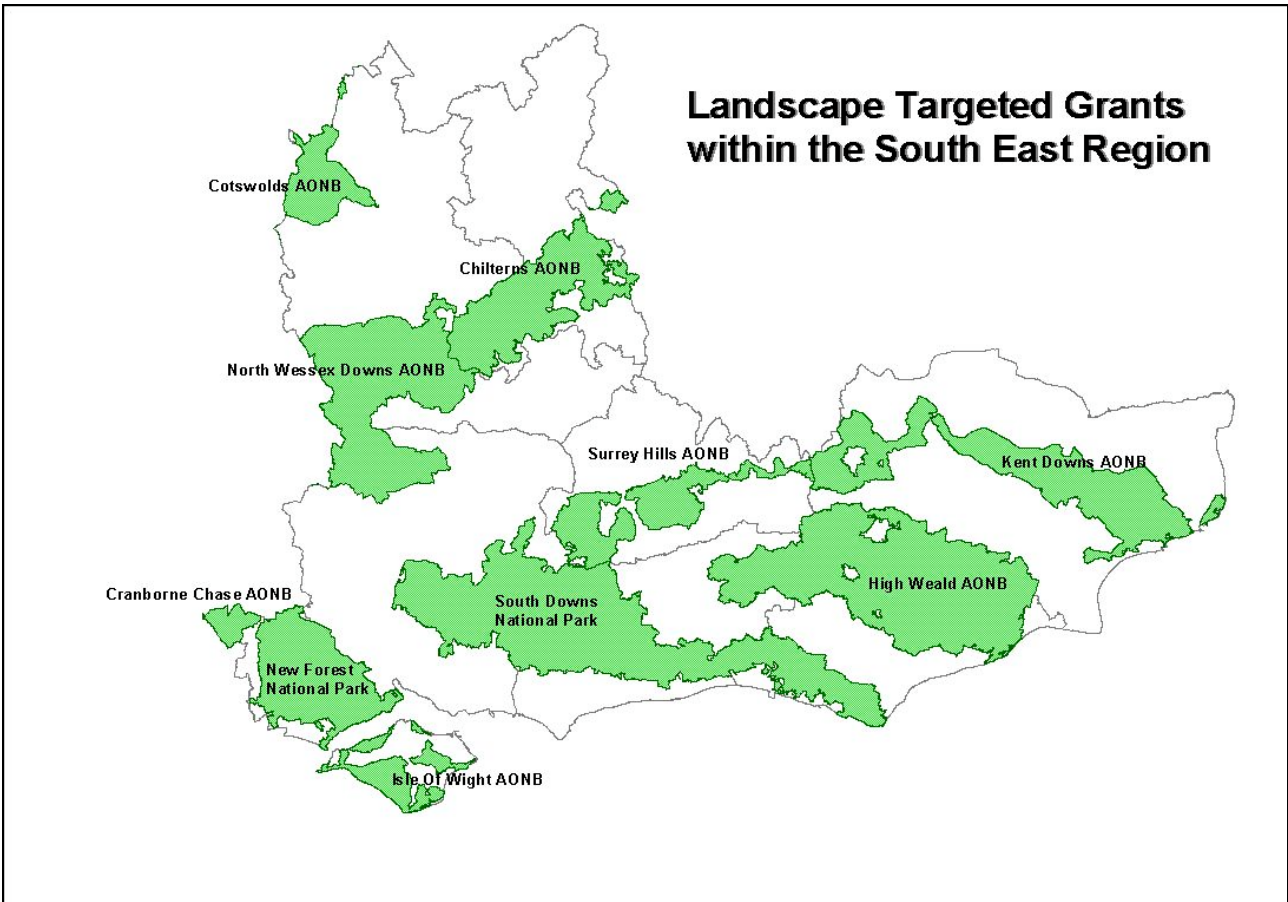 Landscape Targeted Grants
within the South East Region
Cotswolds AONB
Chilterns AONB
North Wessex Downs AONB
Surrey Hills AONB
Kent Downs AONB
High Weald AONB
Cranborne Chase AONB
South Downs
National Park
New Forest
National Park
Isle Of Wight AONB